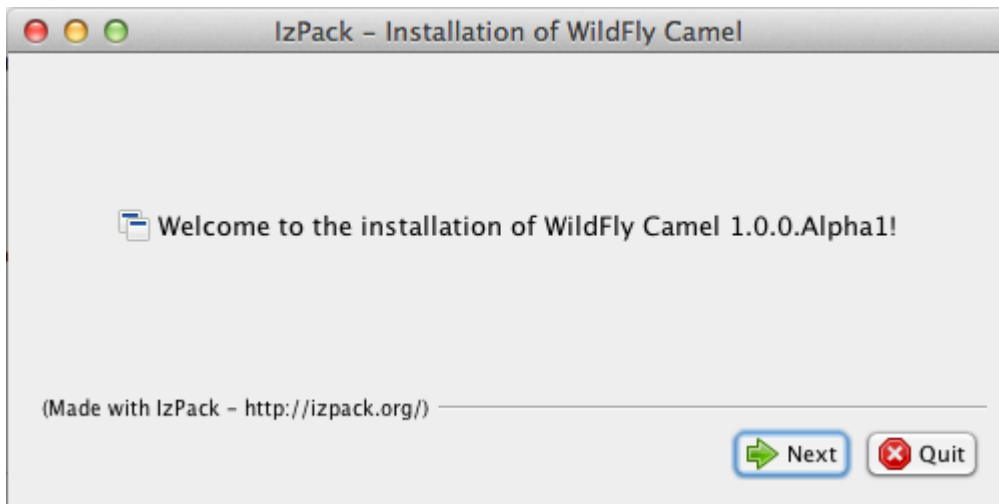 IzPack - Installation of WildFly Camel
Welcome to the installation of WildFly Camel 1.0.0.Alpha1!
(Made with IzPack - http://izpack.org/)
Next
Quit